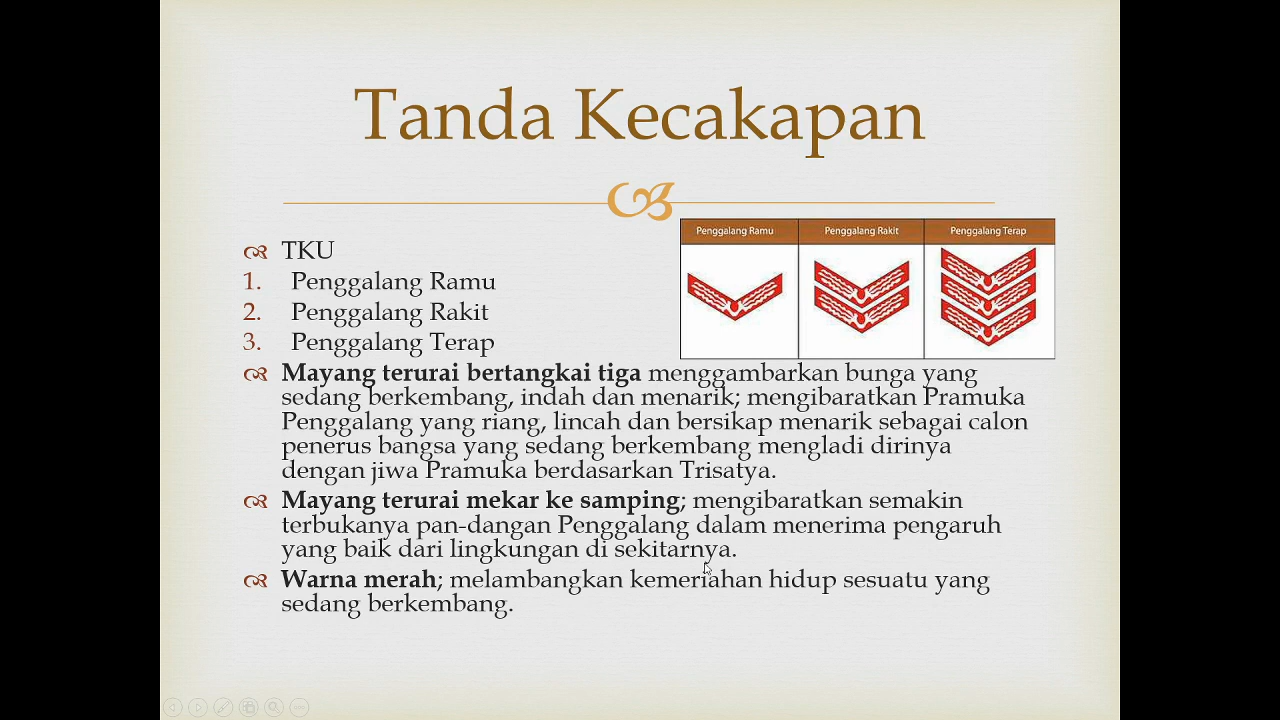 Tanda Kecakapan
TKU
1. Penggalang Ramu
2. Penggalang Rakit
3. Penggalang Terap
Penggalang Ramu Penggalang Rakit Penggalang Terap
Mayang terurai bertangkai tiga menggambarkan bunga yang
sedang berkembang, indah dan menarik; mengibaratkan Pramuka
Penggalang yang riang, lincah dan bersikap menarik sebagai calon
penerus bangsa yang sedang berkembang mengladi dirinya
dengan jiwa Pramuka berdasarkan Trisatya.
Mayang terurai mekar ke samping; mengibaratkan semakin
terbukanya pan-dangan Penggalang dalam menerima pengaruh
yang baik dari lingkungan di sekitarnya.
Warna merah; melambangkan kemeriahan hidup sesuatu yang
sedang berkembang.